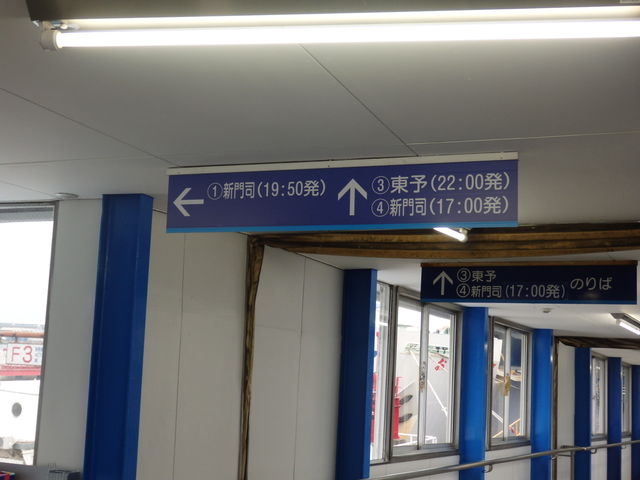 ← ①新門司(19:50発)
↑ ③東予(22:00発)
④新門司(17:00発)
↑ ③東予
④新門司(17:00発) のりば
F3